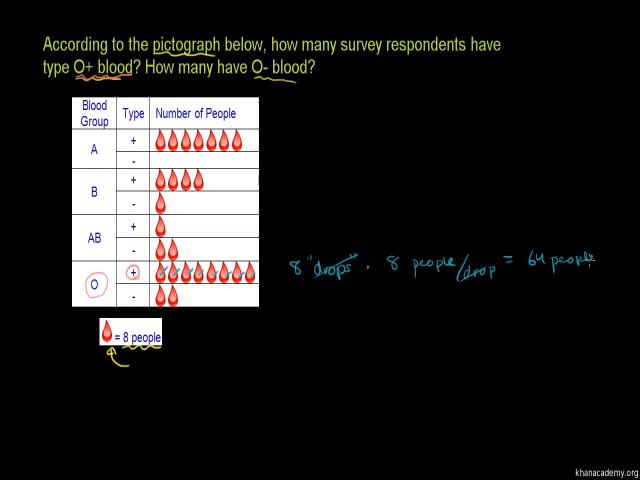 According to the pictograph below, how many survey respondents have
type O+ blood? How many have O- blood?
Blood Group Type Number of People
A +
-
B +
-
AB +
-
8 "drops" . 8 people/drop = 64 people
O +
-
= 8 people
khanacademy.org